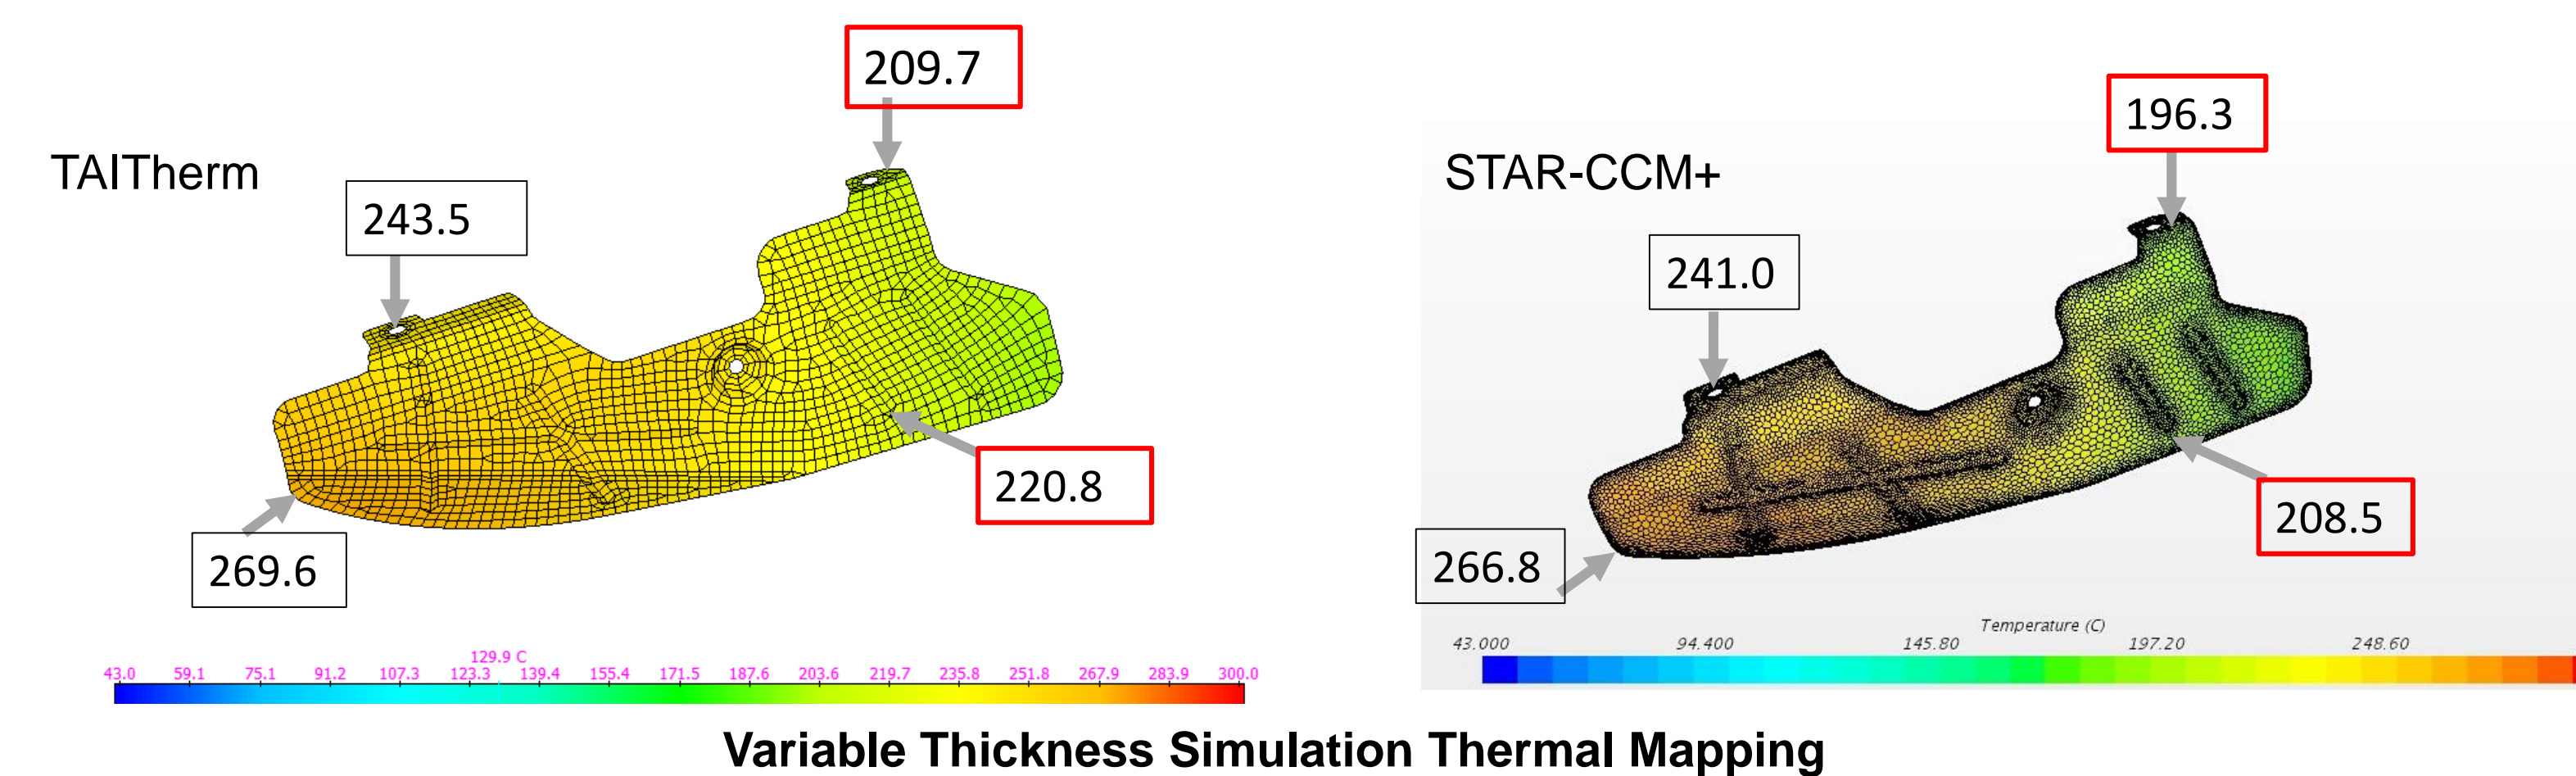 TAITherm
209.7
243.5
220.8
269.6
129.9 C
43.0 59.1 75.1 91.2 107.3 123.3 139.4 155.4 171.5 187.6 203.6 219.7 235.8 251.8 267.9 283.9 300.0
STAR-CCM+
196.3
241.0
208.5
266.8
Temperature (C)
43.000 94.400 145.80 197.20 248.60
Variable Thickness Simulation Thermal Mapping